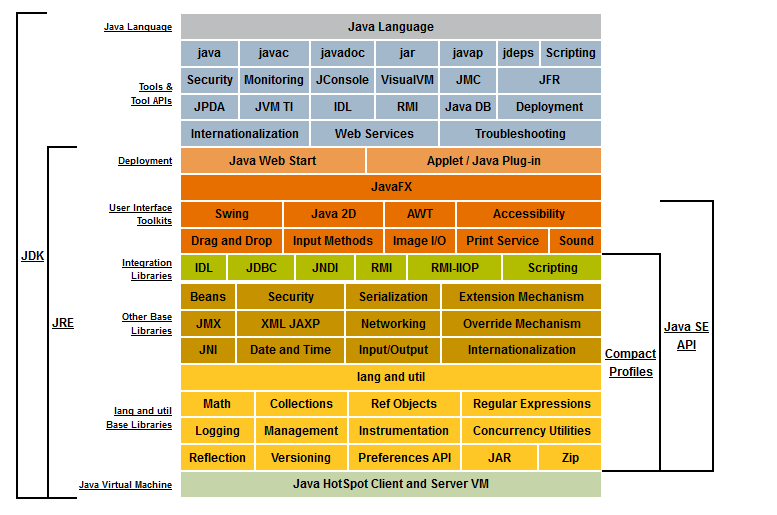 Java Language
Java Language
java javac javadoc jar javap jdeps Scripting
Security Monitoring JConsole VisualVM JMC JFR
Tools &
Tool APIs
JPDA JVM TI IDL RMI Java DB Deployment
Internationalization Web Services Troubleshooting
Deployment
Java Web Start Applet / Java Plug-in
JavaFX
User Interface
Toolkits
Swing Java 2D AWT Accessibility
Drag and Drop Input Methods Image I/O Print Service Sound
JDK
Integration
Libraries
IDL JDBC JNDI RMI RMI-IIOP Scripting
Beans Security Serialization Extension Mechanism
JRE
Other Base
Libraries
JMX XML JAXP Networking Override Mechanism
Java SE
API
JNI Date and Time Input/Output Internationalization
Compact
Profiles
lang and util
Math Collections Ref Objects Regular Expressions
lang and util
Base Libraries
Logging Management Instrumentation Concurrency Utilities
Reflection Versioning Preferences API JAR Zip
Java Virtual Machine
Java HotSpot Client and Server VM